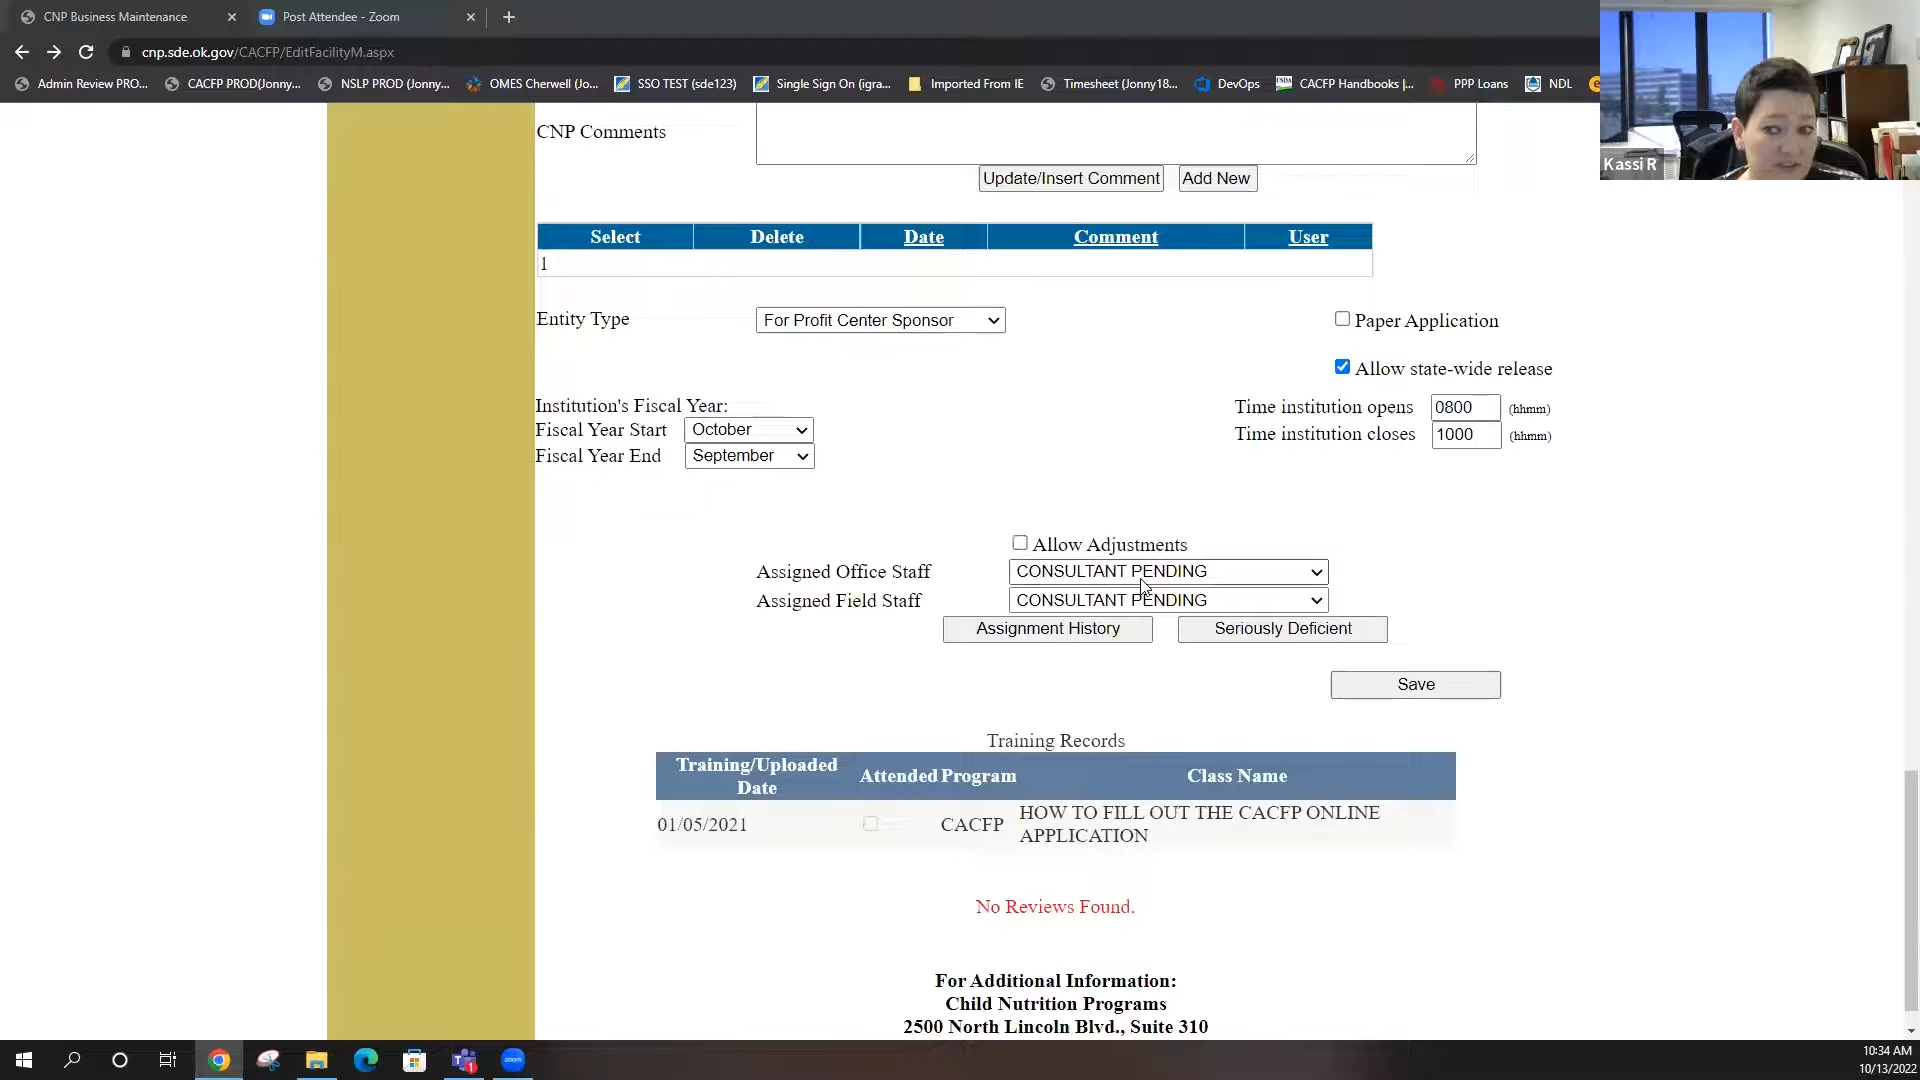 CNP Business Maintenance
Post Attendee - Zoom
cnp.sde.ok.gov/CACFP/EditFacilityM.aspx
Admin Review PRO...
CACFP PROD(Jonny...
NSLP PROD (Jonny...
OMES Cherwell (Jo...
SSO TEST (sde123)
Single Sign On (igra...
Imported From IE
Timesheet (Jonny18...
DevOps
CACFP Handbooks |...
PPP Loans
NDL
Kassi R
CNP Comments
Update/Insert Comment
Add New
Select Delete Date Comment User
1
Entity Type
For Profit Center Sponsor
Paper Application
Allow state-wide release
Institution's Fiscal Year:
Time institution opens 0800 (hhmm)
Fiscal Year Start October
Time institution closes 1000 (hhmm)
Fiscal Year End September
Allow Adjustments
Assigned Office Staff CONSULTANT PENDING
Assigned Field Staff CONSULTANT PENDING
Assignment History
Seriously Deficient
Save
Training Records
Training/Uploaded
Date
Attended Program
Class Name
01/05/2021
CACFP
HOW TO FILL OUT THE CACFP ONLINE
APPLICATION
No Reviews Found.
For Additional Information:
Child Nutrition Programs
2500 North Lincoln Blvd., Suite 310
zoom
10:34 AM
10/13/2022